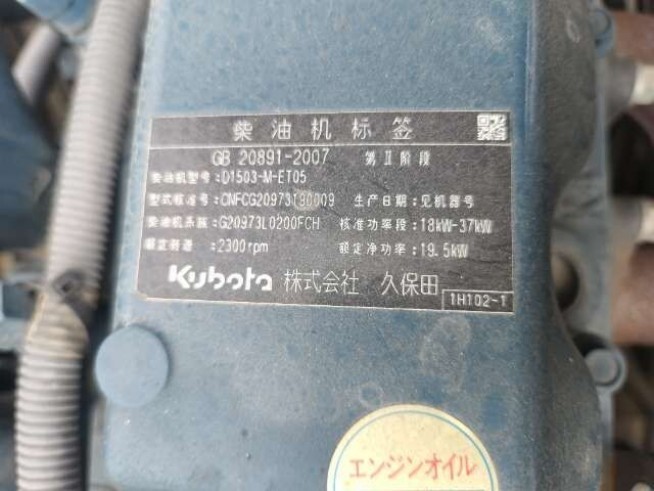 柴油机标签
GB 20891-2007 第Ⅱ阶段
柴油机型号:D1503-M-ET05
型式核准号:CNFCG20973190009 生产日期:见机器号
柴油机系族:G20973L0200FCH 核准功率段:18kW-37kW
额定转速:2300rpm 额定净功率:19.5kW
Kubota 株式会社 久保田
1H102-1
エンジンオイル